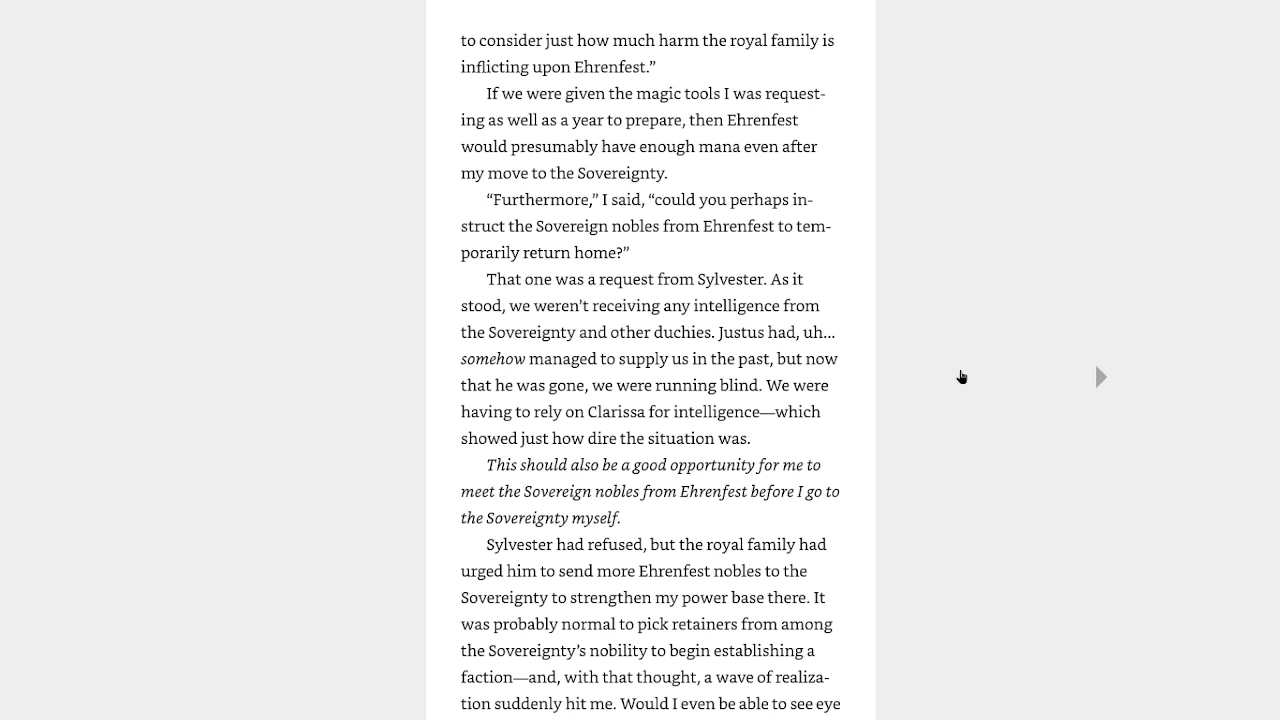 to consider just how much harm the royal family is
inflicting upon Ehrenfest.”
If we were given the magic tools I was request-
ing as well as a year to prepare, then Ehrenfest
would presumably have enough mana even after
my move to the Sovereignty.
“Furthermore,” I said, “could you perhaps in-
struct the Sovereign nobles from Ehrenfest to tem-
porarily return home?”
That one was a request from Sylvester. As it
stood, we weren’t receiving any intelligence from
the Sovereignty and other duchies. Justus had, uh...
somehow managed to supply us in the past, but now
that he was gone, we were running blind. We were
having to rely on Clarissa for intelligence—which
showed just how dire the situation was.
This should also be a good opportunity for me to
meet the Sovereign nobles from Ehrenfest before I go to
the Sovereignty myself.
Sylvester had refused, but the royal family had
urged him to send more Ehrenfest nobles to the
Sovereignty to strengthen my power base there. It
was probably normal to pick retainers from among
the Sovereignty’s nobility to begin establishing a
faction—and, with that thought, a wave of realiza-
tion suddenly hit me. Would I even be able to see eye